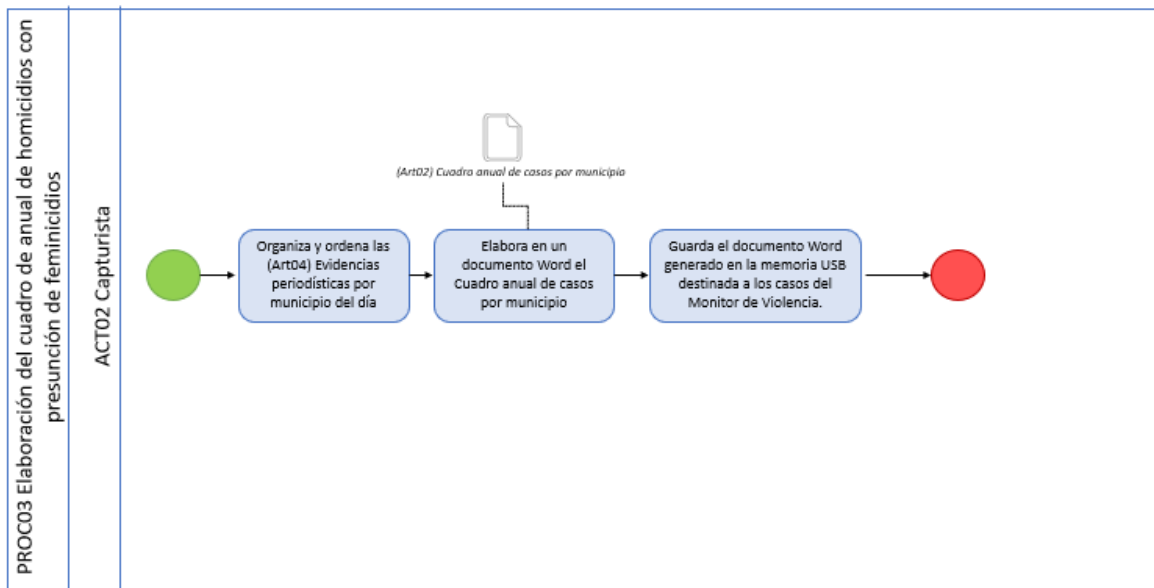 PROC03 Elaboración del cuadro de anual de homicidios con
presunción de feminicidios
ACT02 Capturista
(Art02) Cuadro anual de casos por municipio
Organiza y ordena las
(Art04) Evidencias
periodísticas por
municipio del día
Elabora en un
documento Word el
Cuadro anual de casos
por municipio
Guarda el documento Word
generado en la memoria USB
destinada a los casos del
Monitor de Violencia.